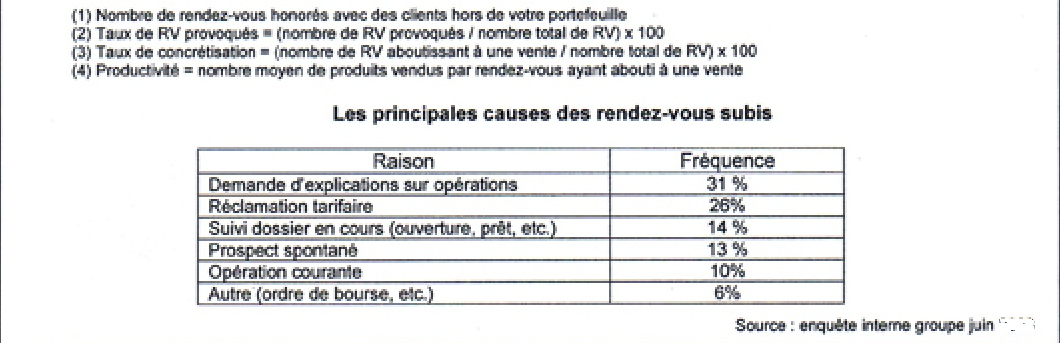 (1) Nombre de rendez-vous honorés avec des clients hors de votre portefeuille
(2) Taux de RV provoqués = (nombre de RV provoqués / nombre total de RV) x 100
(3) Taux de concrétisation = (nombre de RV aboutissant à une vente / nombre total de RV) x 100
(4) Productivité = nombre moyen de produits vendus par rendez-vous ayant abouti à une vente
Les principales causes des rendez-vous subis
Raison Fréquence
Demande d'explications sur opérations 31 %
Réclamation tarifaire 26%
Suivi dossier en cours (ouverture, prêt, etc.) 14 %
Prospect spontané 13 %
Opération courante 10%
Autre (ordre de bourse, etc.) 6%
Source : enquête interne groupe juin